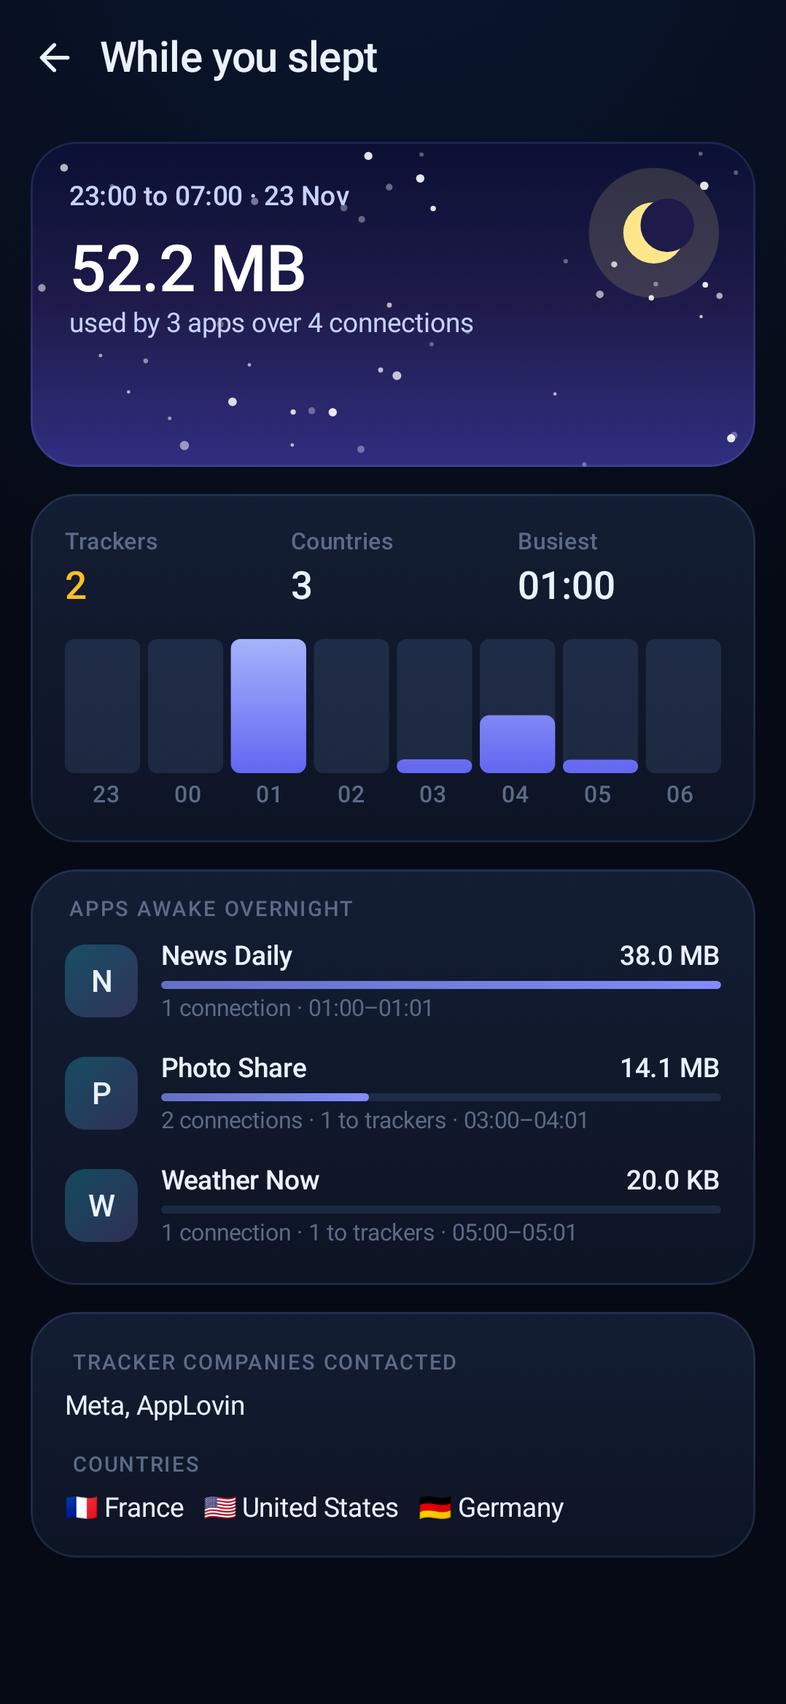 While you slept
23:00 to 07:00 · 23 Nov
52.2 MB
used by 3 apps over 4 connections
Trackers Countries Busiest
2 3 01:00
23 00 01 02 03 04 05 06
APPS AWAKE OVERNIGHT
N News Daily 38.0 MB
1 connection · 01:00–01:01
P Photo Share 14.1 MB
2 connections · 1 to trackers · 03:00–04:01
W Weather Now 20.0 KB
1 connection · 1 to trackers · 05:00–05:01
TRACKER COMPANIES CONTACTED
Meta, AppLovin
COUNTRIES
🇫🇷 France 🇺🇸 United States 🇩🇪 Germany